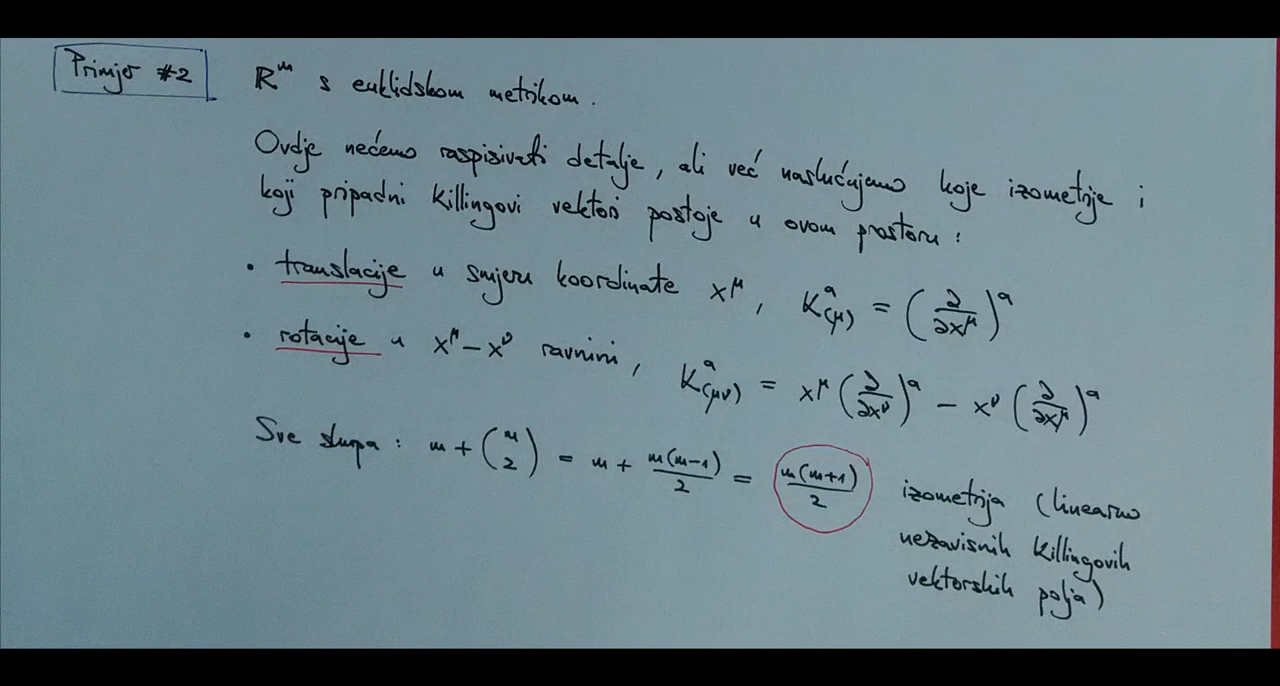 Primjer #2
ℝᵐ s euklidskom metrikom.
Ovdje nećemo raspisivati detalje, ali već naslućujemo koje izometrije i
koji pripadni Killingovi vektori postoje u ovom prostoru:
• translacije u smjeru koordinate x^μ, K^a_(μ) = (∂/∂x^μ)^a
• rotacije u x^μ – x^ν ravnini, K^a_(μν) = x^μ (∂/∂x^ν)^a – x^ν (∂/∂x^μ)^a
Sve skupa: m + (m 2) = m + m(m-1)/2 = m(m+1)/2 izometrija (linearno
nezavisnih Killingovih
vektorskih polja)